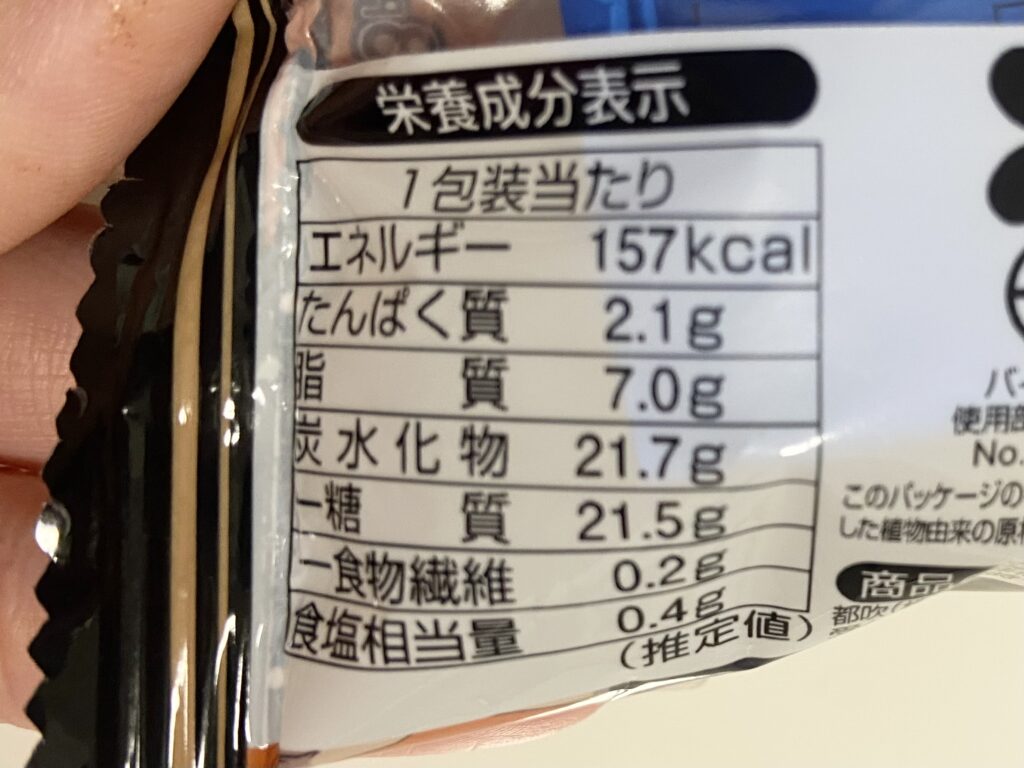 栄養成分表示
1包装当たり
エネルギー 157kcal
たんぱく質 2.1g
脂質 7.0g
炭水化物 21.7g
ー糖質 21.5g
ー食物繊維 0.2g
食塩相当量 0.4g
(推定値)
バイ
使用部
No.
このパッケージの
した植物由来の原
商品
都吹